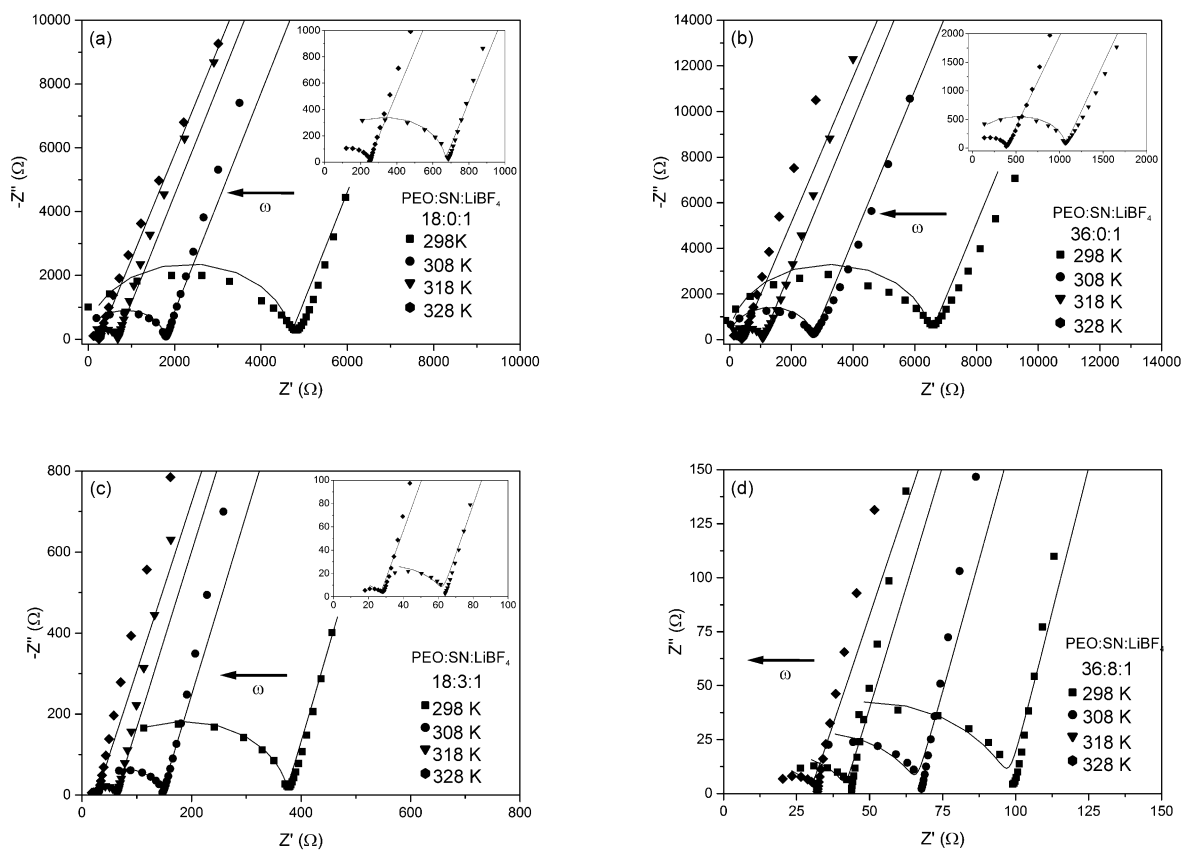 (a)
-Z" (Ω)
10000
8000
6000
4000
2000
0
0 2000 4000 6000 8000 10000
Z' (Ω)
1000
800
600
400
200
0
0 200 400 600 800 1000
ω
PEO:SN:LiBF₄
18:0:1
298K
308 K
318 K
328 K
(b)
-Z" (Ω)
14000
12000
10000
8000
6000
4000
2000
0
0 2000 4000 6000 8000 10000 12000 14000
Z' (Ω)
2000
1500
1000
500
0
0 500 1000 1500 2000
ω
PEO:SN:LiBF₄
36:0:1
298 K
308 K
318 K
328 K
(c)
-Z" (Ω)
800
600
400
200
0
0 200 400 600 800
Z' (Ω)
100
80
60
40
20
0
0 20 40 60 80 100
ω
PEO:SN:LiBF₄
18:3:1
298 K
308 K
318 K
328 K
(d)
Z" (Ω)
150
125
100
75
50
25
0
0 25 50 75 100 125 150
Z' (Ω)
ω
PEO:SN:LiBF₄
36:8:1
298 K
308 K
318 K
328 K